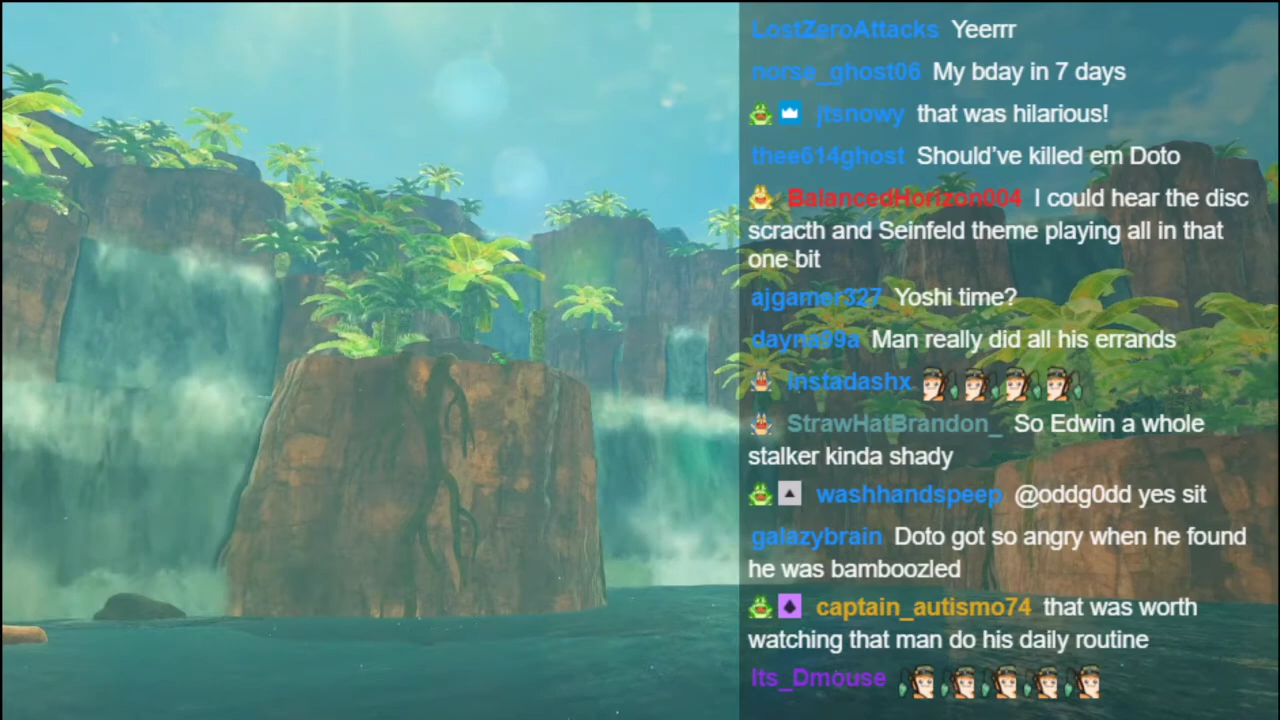 LostZeroAttacks Yeerrr
norse_ghost06 My bday in 7 days
jtsnowy that was hilarious!
thee614ghost Should've killed em Doto
BalancedHorizon004 I could hear the disc
scracth and Seinfeld theme playing all in that
one bit
ajgamer327 Yoshi time?
dayna99a Man really did all his errands
instadashx
StrawHatBrandon_ So Edwin a whole
stalker kinda shady
washhandspeep @oddg0dd yes sit
galazybrain Doto got so angry when he found
he was bamboozled
captain_autismo74 that was worth
watching that man do his daily routine
Its_Dmouse